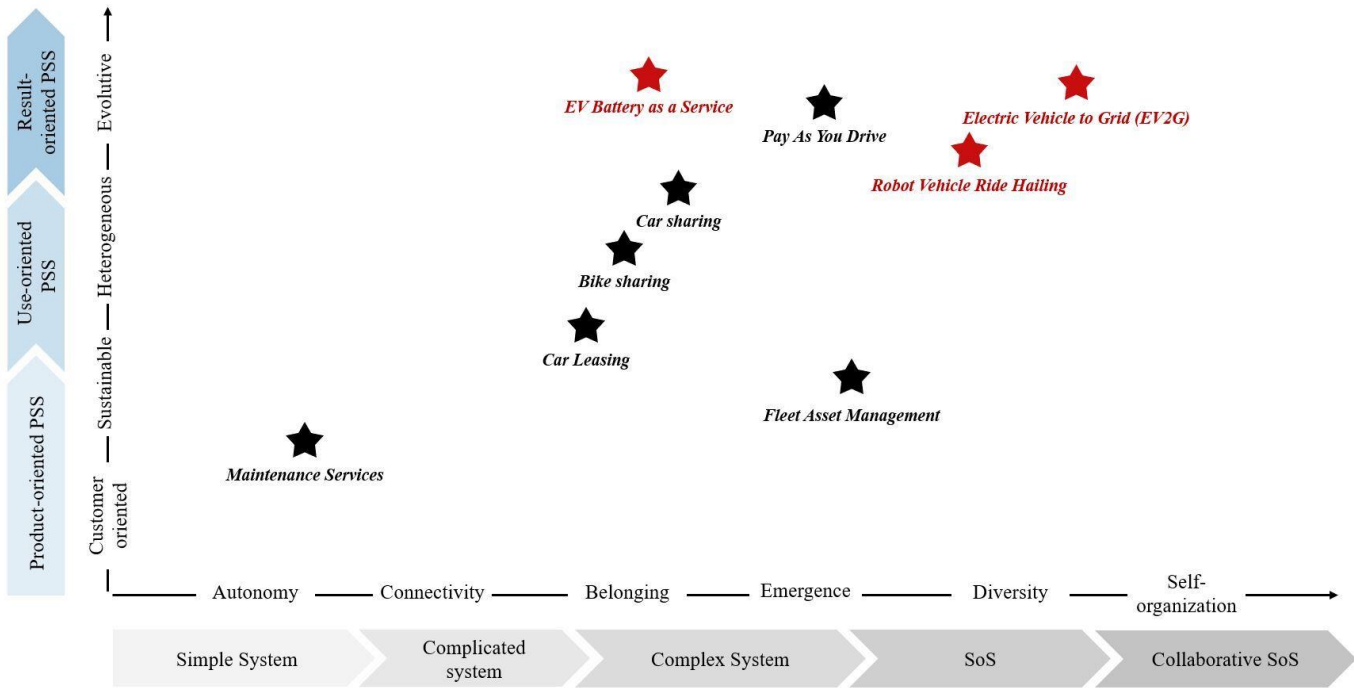 Result-
oriented PSS
Use-oriented
PSS
Product-oriented PSS
Evolutive
Heterogeneous
Sustainable
Customer
oriented
EV Battery as a Service
Pay As You Drive
Electric Vehicle to Grid (EV2G)
Robot Vehicle Ride Hailing
Car sharing
Bike sharing
Car Leasing
Fleet Asset Management
Maintenance Services
Autonomy
Connectivity
Belonging
Emergence
Diversity
Self-
organization
Simple System
Complicated
system
Complex System
SoS
Collaborative SoS